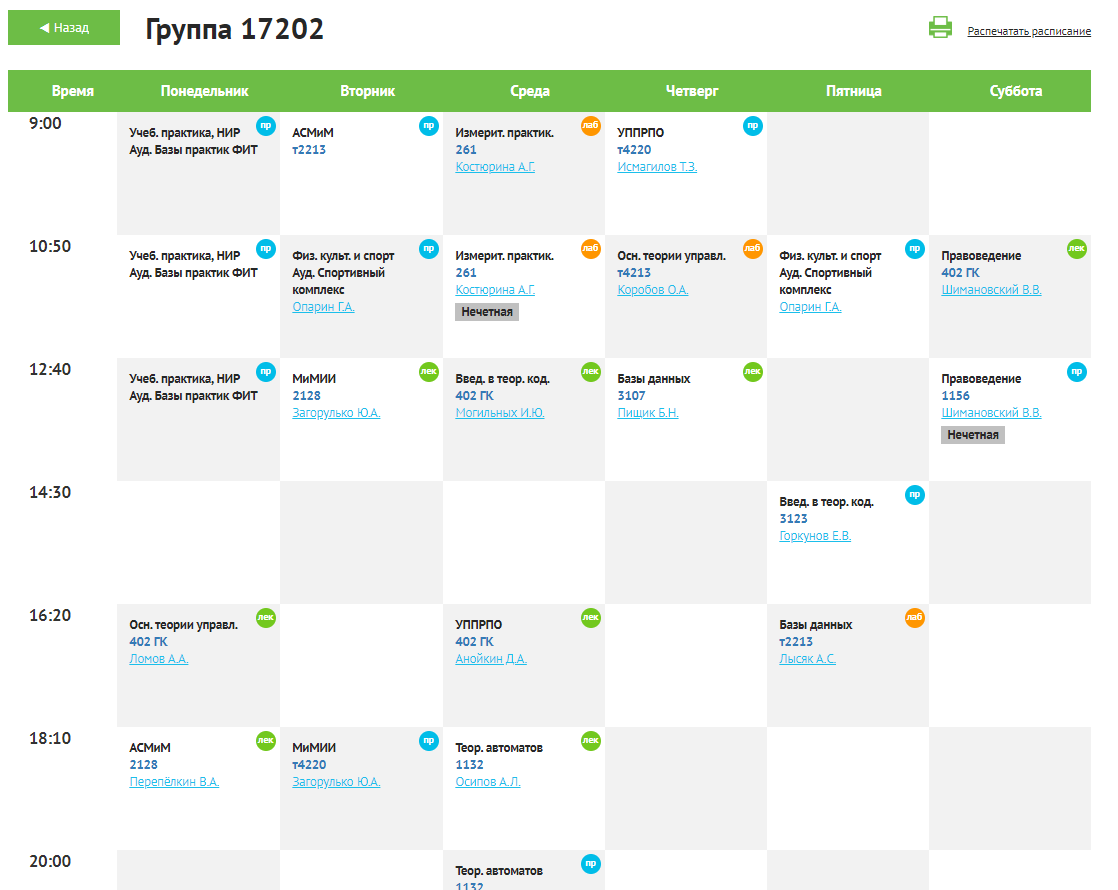 ◄ Назад
Группа 17202
Распечатать расписание
Время Понедельник Вторник Среда Четверг Пятница Суббота
9:00
пр
Учеб. практика, НИР
Ауд. Базы практик ФИТ
пр
АСМиМ
т2213
лаб
Измерит. практик.
261
Костюрина А.Г.
пр
УППРПО
т4220
Исмагилов Т.З.
10:50
пр
Учеб. практика, НИР
Ауд. Базы практик ФИТ
пр
Физ. культ. и спорт
Ауд. Спортивный
комплекс
Опарин Г.А.
лаб
Измерит. практик.
261
Костюрина А.Г.
Нечетная
лаб
Осн. теории управл.
т4213
Коробов О.А.
пр
Физ. культ. и спорт
Ауд. Спортивный
комплекс
Опарин Г.А.
лек
Правоведение
402 ГК
Шимановский В.В.
12:40
пр
Учеб. практика, НИР
Ауд. Базы практик ФИТ
лек
МиМИИ
2128
Загорулько Ю.А.
лек
Введ. в теор. код.
402 ГК
Могильных И.Ю.
лек
Базы данных
3107
Пищик Б.Н.
пр
Правоведение
1156
Шимановский В.В.
Нечетная
14:30
пр
Введ. в теор. код.
3123
Горкунов Е.В.
16:20
лек
Осн. теории управл.
402 ГК
Ломов А.А.
лек
УППРПО
402 ГК
Анойкин Д.А.
лаб
Базы данных
т2213
Лысяк А.С.
18:10
лек
АСМиМ
2128
Перепёлкин В.А.
пр
МиМИИ
т4220
Загорулько Ю.А.
лек
Теор. автоматов
1132
Осипов А.Л.
20:00
пр
Теор. автоматов
1132